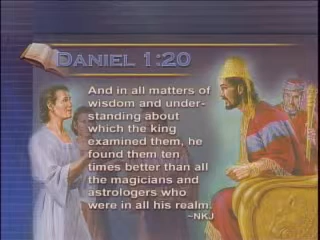 DANIEL 1:20
And in all matters of
wisdom and under-
standing about
which the king
examined them, he
found them ten
times better than all
the magicians and
astrologers who
were in all his realm.
~NKJ